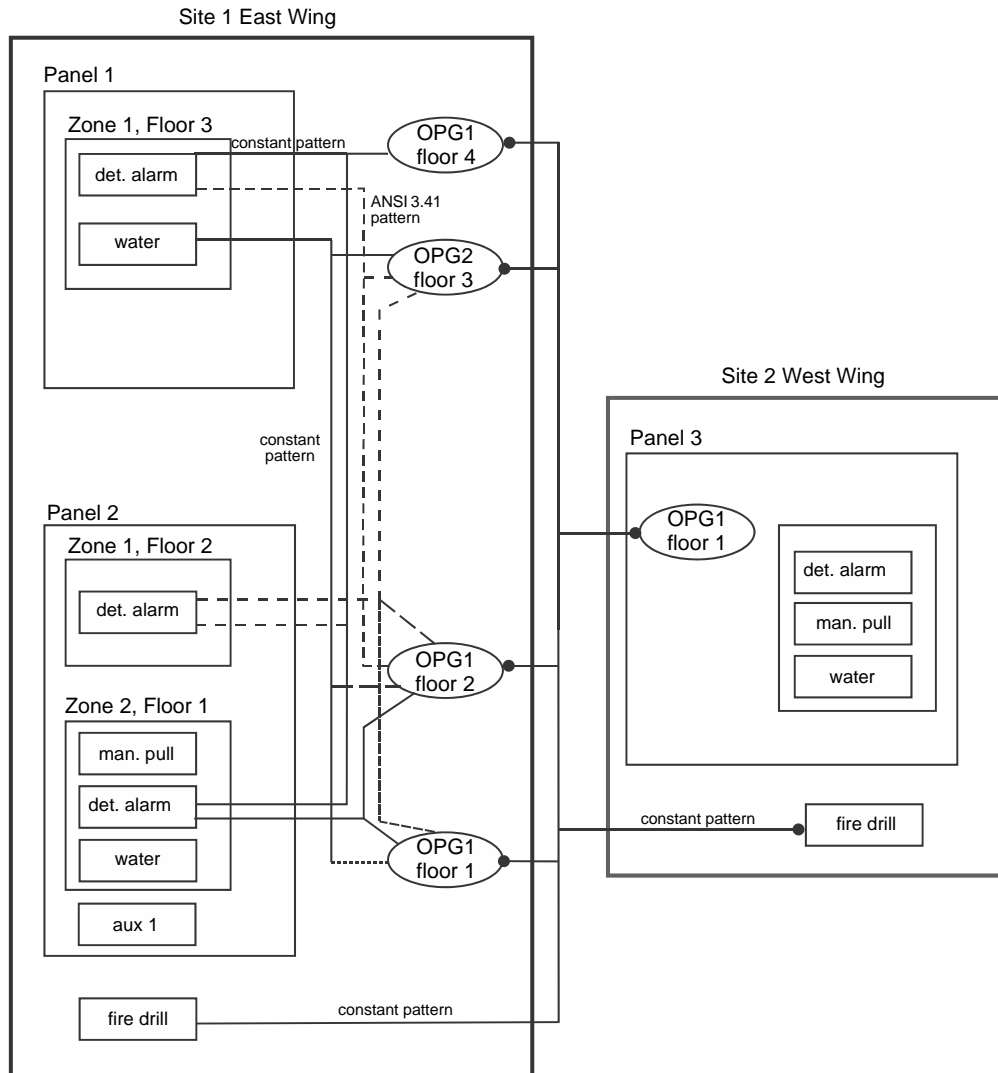 Site 1 East Wing
Panel 1
Zone 1, Floor 3
det. alarm
water
constant pattern
OPG1
floor 4
ANSI 3.41
pattern
OPG2
floor 3
constant
pattern
Site 2 West Wing
Panel 3
OPG1
floor 1
det. alarm
man. pull
water
Panel 2
Zone 1, Floor 2
det. alarm
OPG1
floor 2
Zone 2, Floor 1
man. pull
det. alarm
water
aux 1
OPG1
floor 1
constant pattern
fire drill
fire drill
constant pattern